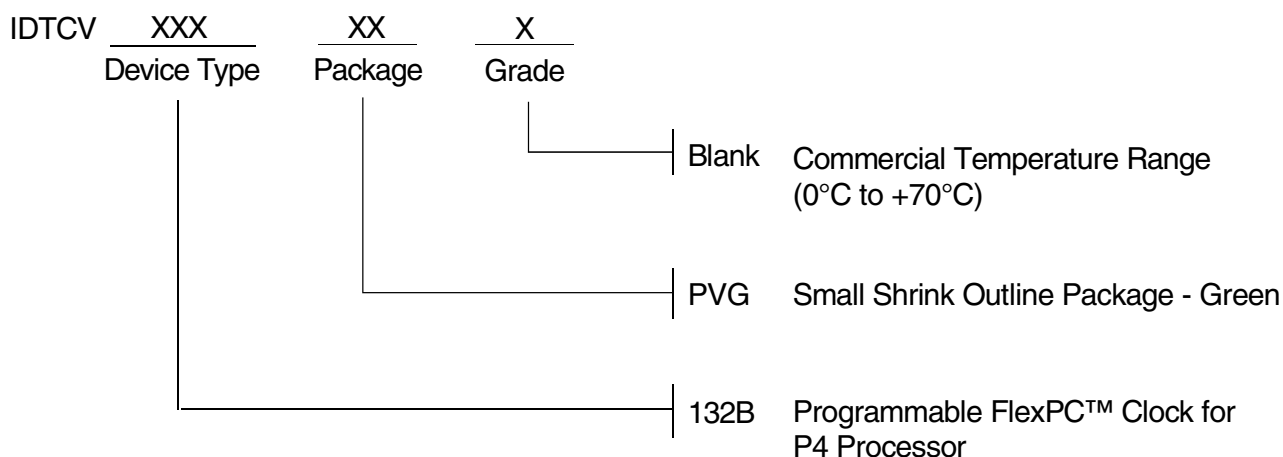 IDTCV XXX XX X
Device Type Package Grade
Blank Commercial Temperature Range
(0°C to +70°C)
PVG Small Shrink Outline Package - Green
132B Programmable FlexPC™ Clock for
P4 Processor